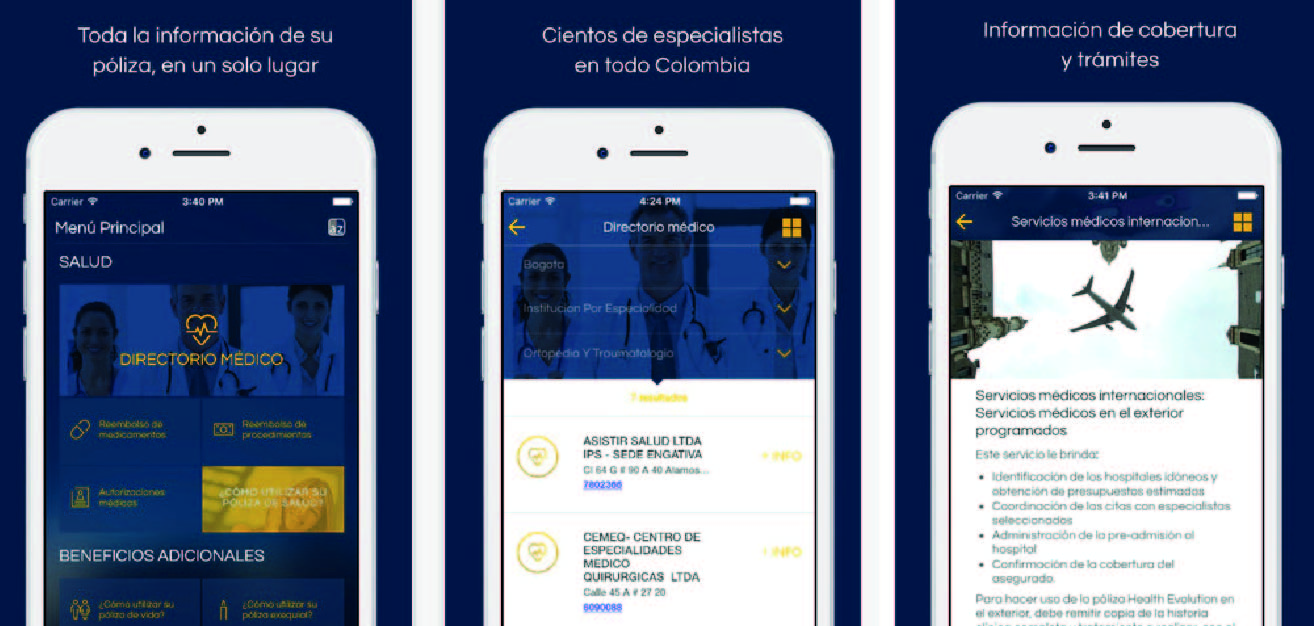 Toda la información de su
póliza, en un solo lugar
Carrier
3:40 PM
Menú Principal
SALUD
DIRECTORIO MÉDICO
Reembolso de
medicamentos
Reembolso de
procedimientos
Autorizaciones
médicas
¿CÓMO UTILIZAR SU
PÓLIZA DE SALUD?
BENEFICIOS ADICIONALES
¿Cómo utilizar su
póliza de vida?
¿Cómo utilizar su
póliza exequial?
Cientos de especialistas
en todo Colombia
Carrier
4:24 PM
Directorio médico
Bogota
Institucion Por Especialidad
Ortopedia Y Traumatologia
7 resultados
ASISTIR SALUD LTDA
IPS - SEDE ENGATIVA
Cl 64 G # 90 A 40 Alamos...
7802366
+ INFO
CEMEQ- CENTRO DE
ESPECIALIDADES
MEDICO
QUIRURGICAS LTDA
Calle 45 A # 27 20
6090088
+ INFO
Información de cobertura
y trámites
Carrier
3:41 PM
Servicios médicos internacion...
Servicios médicos internacionales:
Servicios médicos en el exterior
programados
Este servicio le brinda:
• Identificación de los hospitales idóneos y
obtención de presupuestos estimados
• Coordinación de las citas con especialistas
seleccionados
• Administración de la pre-admisión al
hospital
• Confirmación de la cobertura del
asegurado.
Para hacer uso de la póliza Health Evolution en
el exterior, debe remitir copia de la historia